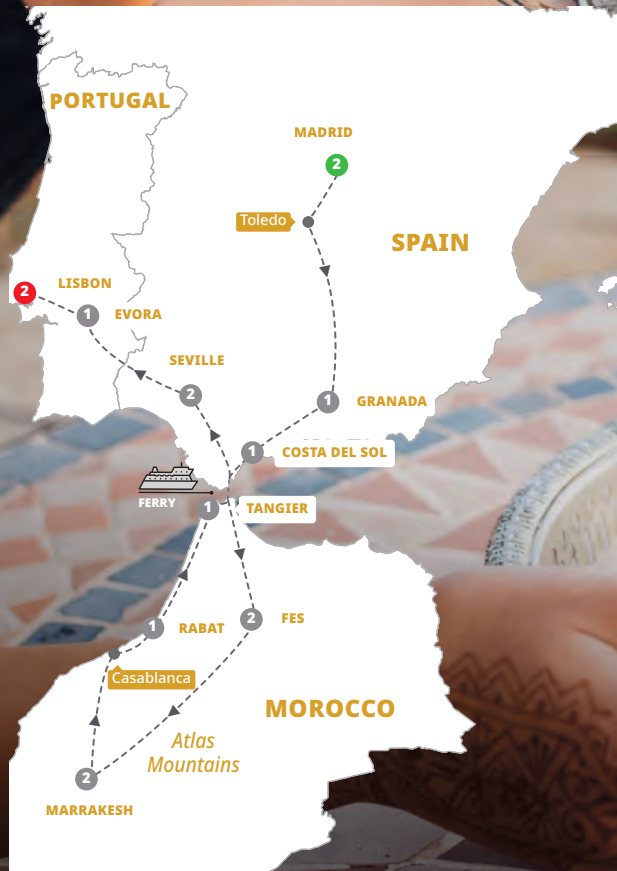 PORTUGAL
MADRID
2
Toledo
SPAIN
LISBON
2
1
EVORA
SEVILLE
2
1
GRANADA
1
COSTA DEL SOL
FERRY
1
TANGIER
1
RABAT
2
FES
Casablanca
MOROCCO
Atlas
Mountains
2
MARRAKESH